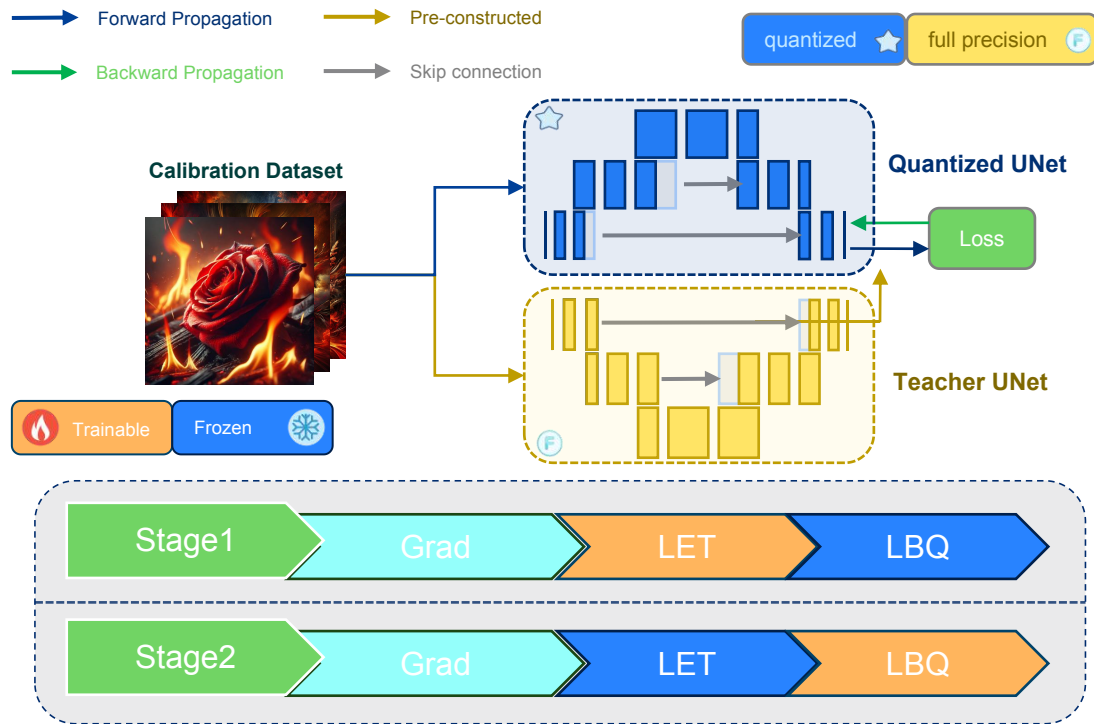 Forward Propagation
Pre-constructed
quantized
full precision
F
Backward Propagation
Skip connection
Calibration Dataset
Quantized UNet
Loss
Teacher UNet
Trainable
Frozen
F
Stage1
Grad
LET
LBQ
Stage2
Grad
LET
LBQ